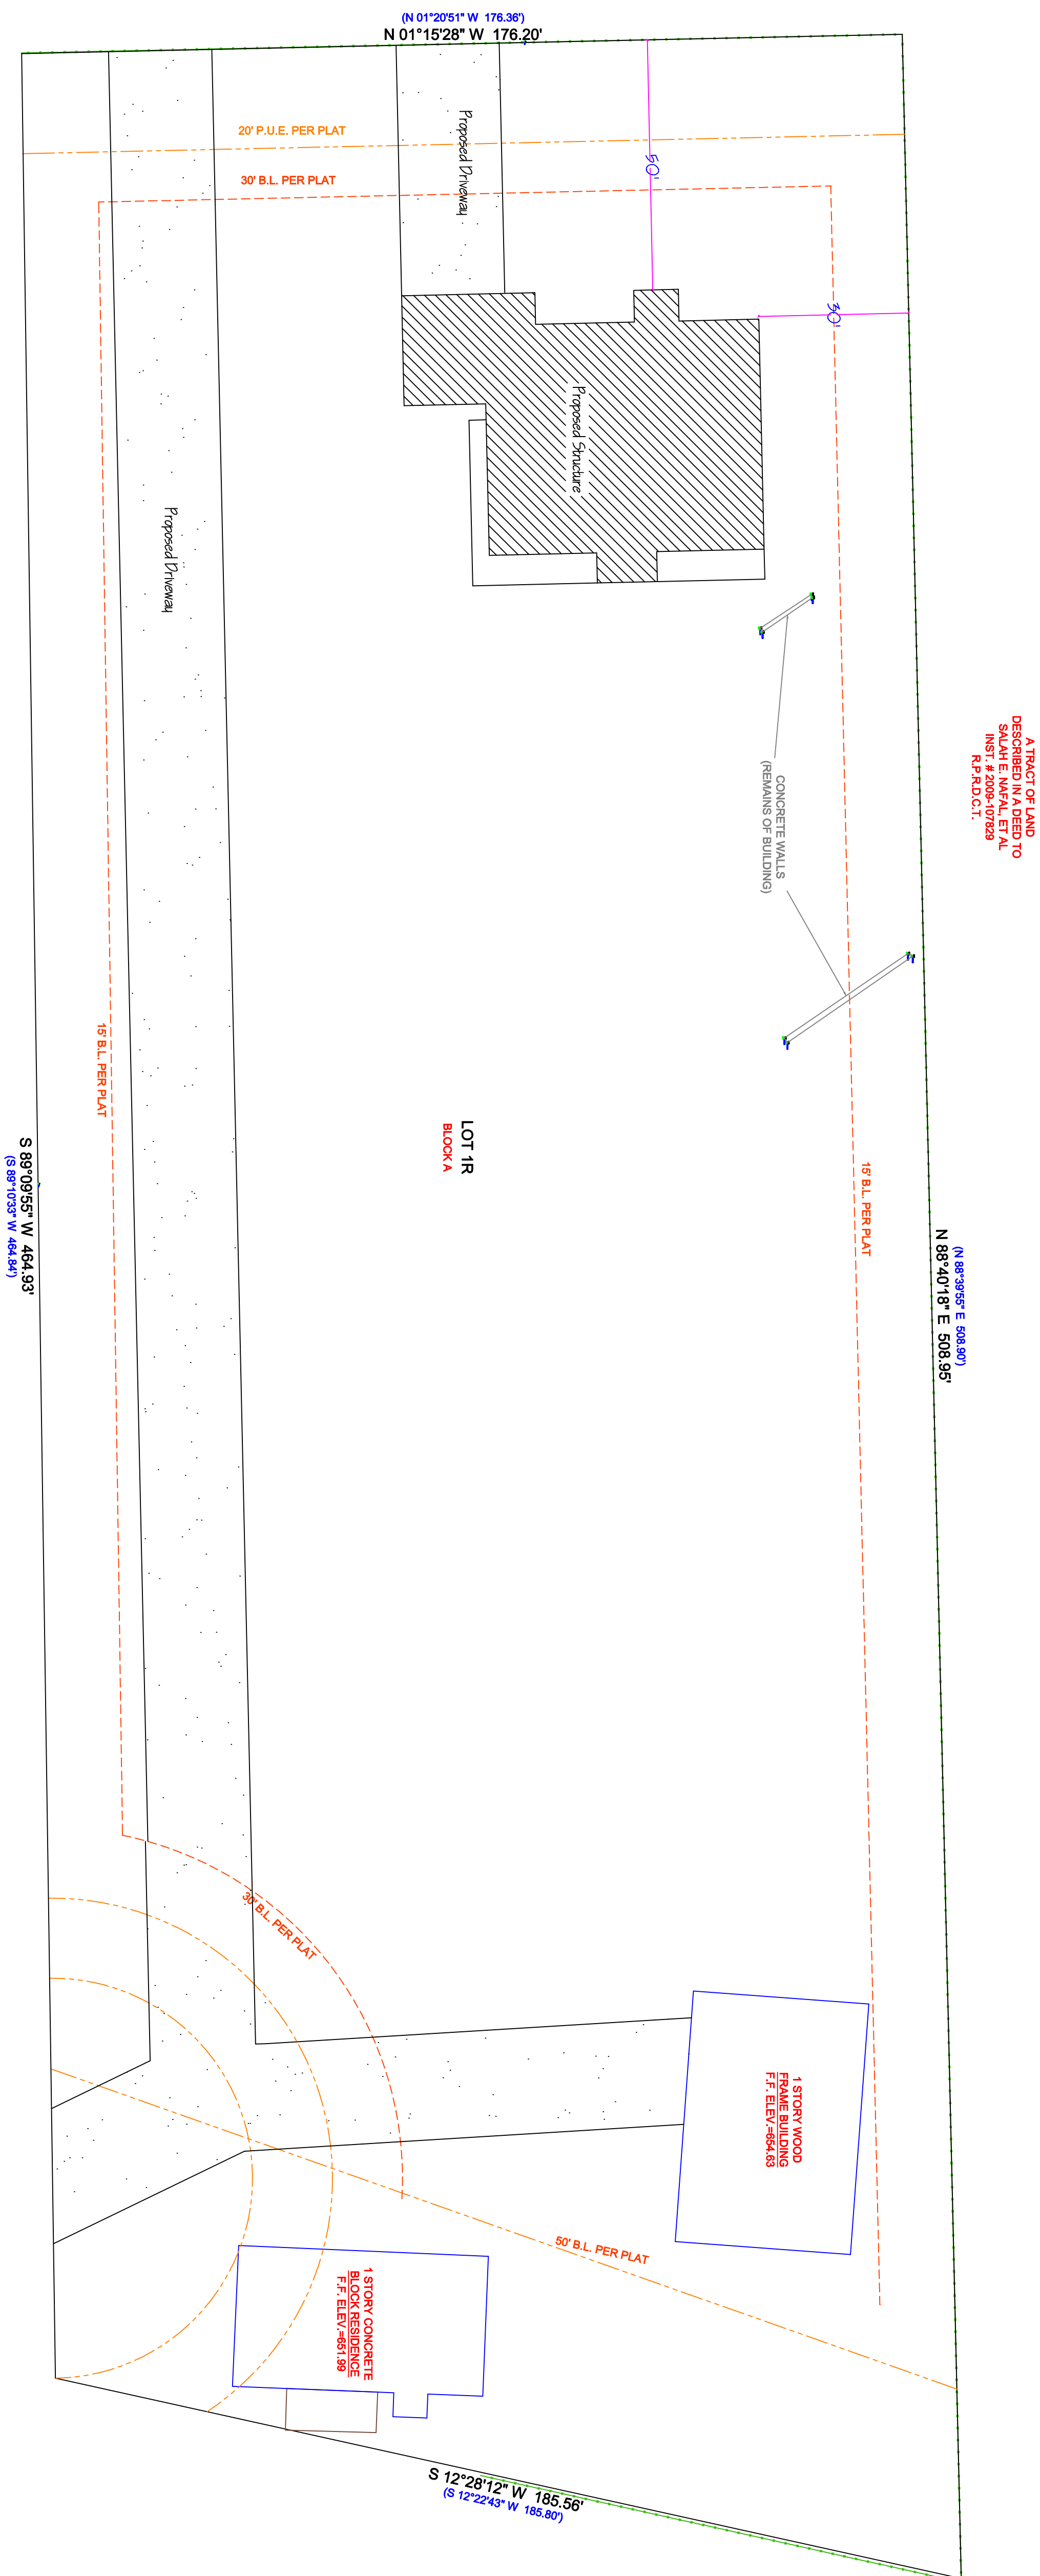 (N 01°20'51" W 176.36')
N 01°15'28" W 176.20'
20' P.U.E. PER PLAT
30' B.L. PER PLAT
Proposed Driveway
50'
30'
Proposed Structure
Proposed Driveway
A TRACT OF LAND
DESCRIBED IN A DEED TO
SALAH E. NAFAL, ET AL
INST. # 2009-107829
R.P.R.D.C.T.
CONCRETE WALLS
(REMAINS OF BUILDING)
15' B.L. PER PLAT
LOT 1R
BLOCK A
15' B.L. PER PLAT
S 89°09'55" W 464.93'
(S 89°10'33" W 464.84')
(N 88°39'55" E 508.90')
N 88°40'18" E 508.95'
30' B.L. PER PLAT
1 STORY WOOD
FRAME BUILDING
F.F. ELEV.=654.63
50' B.L. PER PLAT
1 STORY CONCRETE
BLOCK RESIDENCE
F.F. ELEV.=651.99
S 12°28'12" W 185.56'
(S 12°22'43" W 185.80')